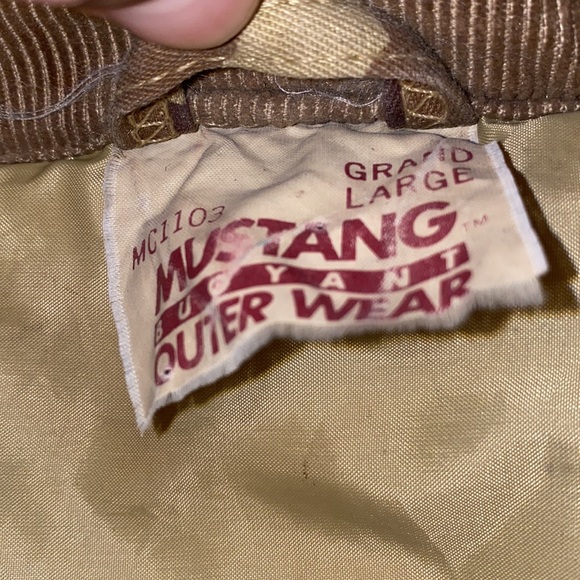 GRAND
LARGE
MC1103
MUSTANG™
BUOYANT
OUTER WEAR